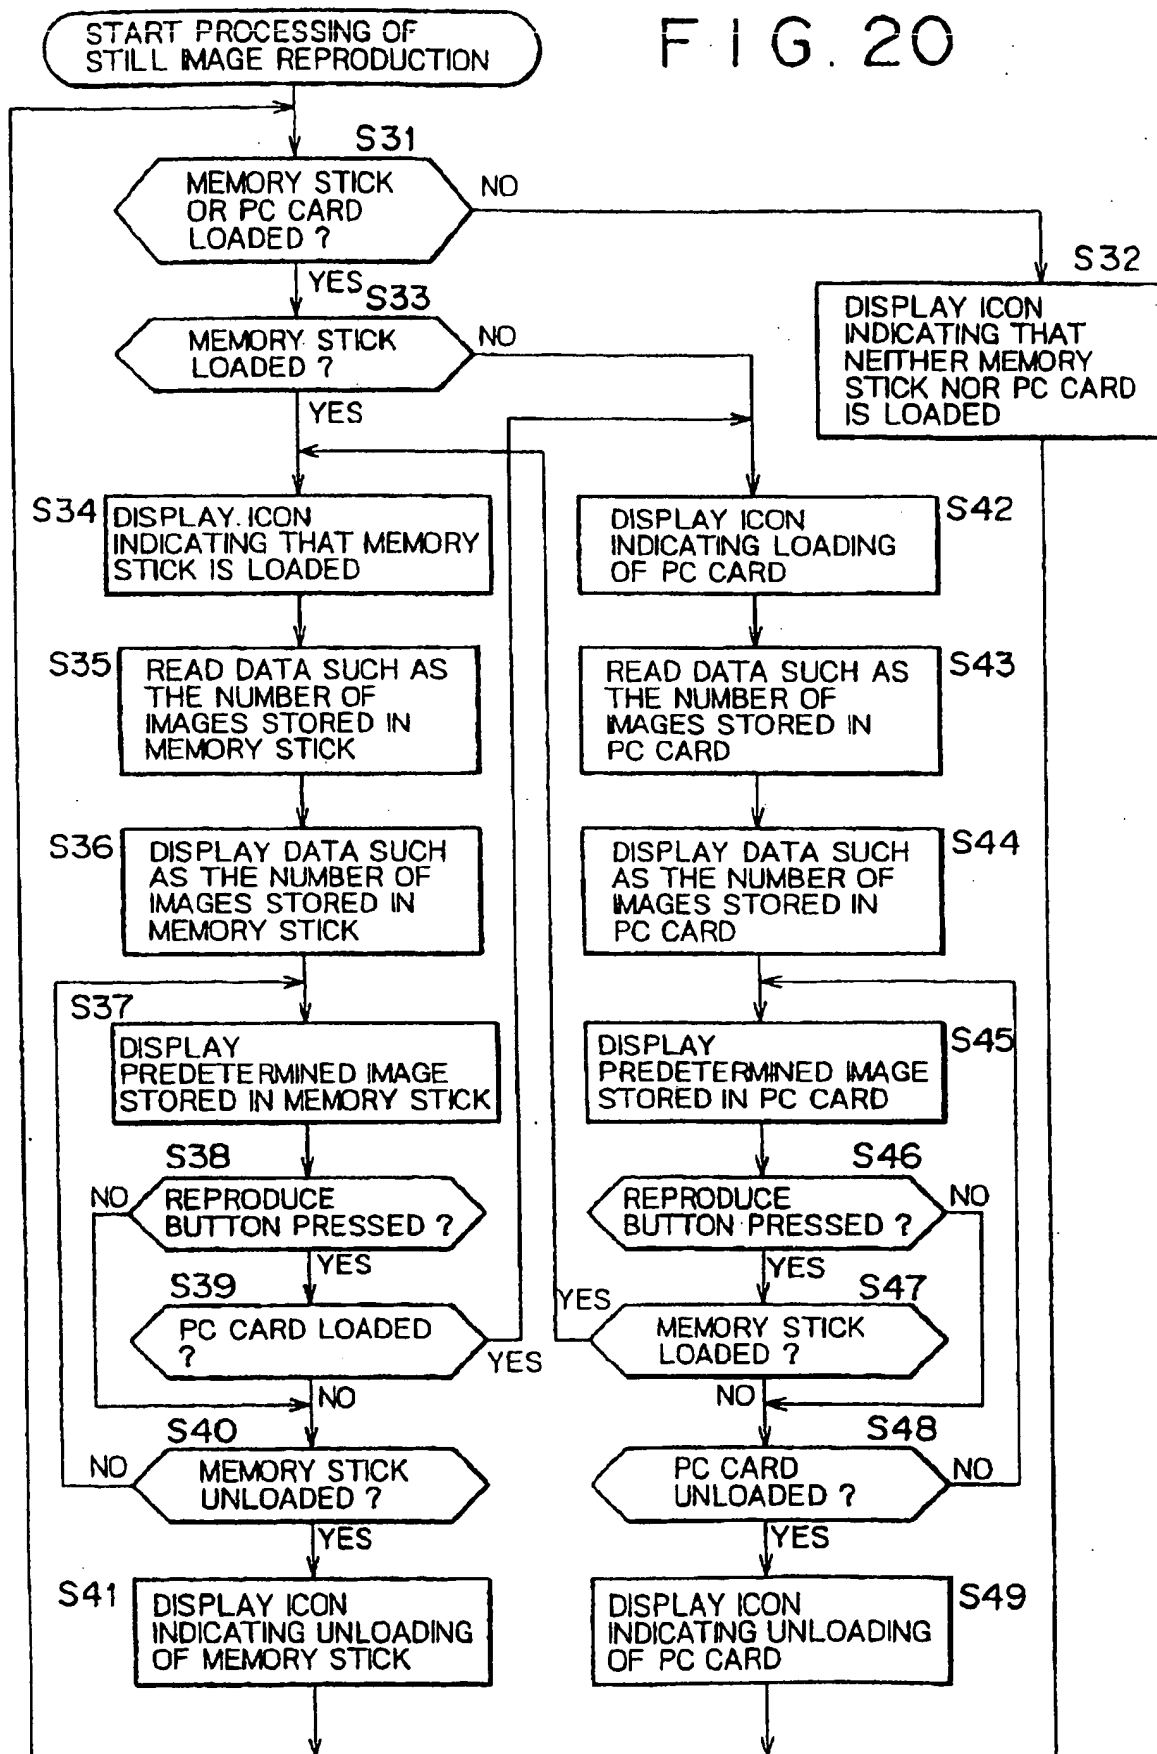 START PROCESSING OF
STILL IMAGE REPRODUCTION
FIG. 20
S31
MEMORY STICK
OR PC CARD
LOADED ?
NO
YES
S32
DISPLAY ICON
INDICATING THAT
NEITHER MEMORY
STICK NOR PC CARD
IS LOADED
S33
MEMORY STICK
LOADED ?
NO
YES
S34
DISPLAY ICON
INDICATING THAT MEMORY
STICK IS LOADED
S42
DISPLAY ICON
INDICATING LOADING
OF PC CARD
S35
READ DATA SUCH AS
THE NUMBER OF
IMAGES STORED IN
MEMORY STICK
S43
READ DATA SUCH AS
THE NUMBER OF
IMAGES STORED IN
PC CARD
S36
DISPLAY DATA SUCH
AS THE NUMBER OF
IMAGES STORED IN
MEMORY STICK
S44
DISPLAY DATA SUCH
AS THE NUMBER OF
IMAGES STORED IN
PC CARD
S37
DISPLAY
PREDETERMINED IMAGE
STORED IN MEMORY STICK
S45
DISPLAY
PREDETERMINED IMAGE
STORED IN PC CARD
S38
NO
REPRODUCE
BUTTON PRESSED ?
YES
S46
REPRODUCE
BUTTON PRESSED ?
NO
YES
S39
PC CARD LOADED
?
YES
NO
S47
YES
MEMORY STICK
LOADED ?
NO
S40
NO
MEMORY STICK
UNLOADED ?
YES
S48
PC CARD
UNLOADED ?
NO
YES
S41
DISPLAY ICON
INDICATING UNLOADING
OF MEMORY STICK
S49
DISPLAY ICON
INDICATING UNLOADING
OF PC CARD